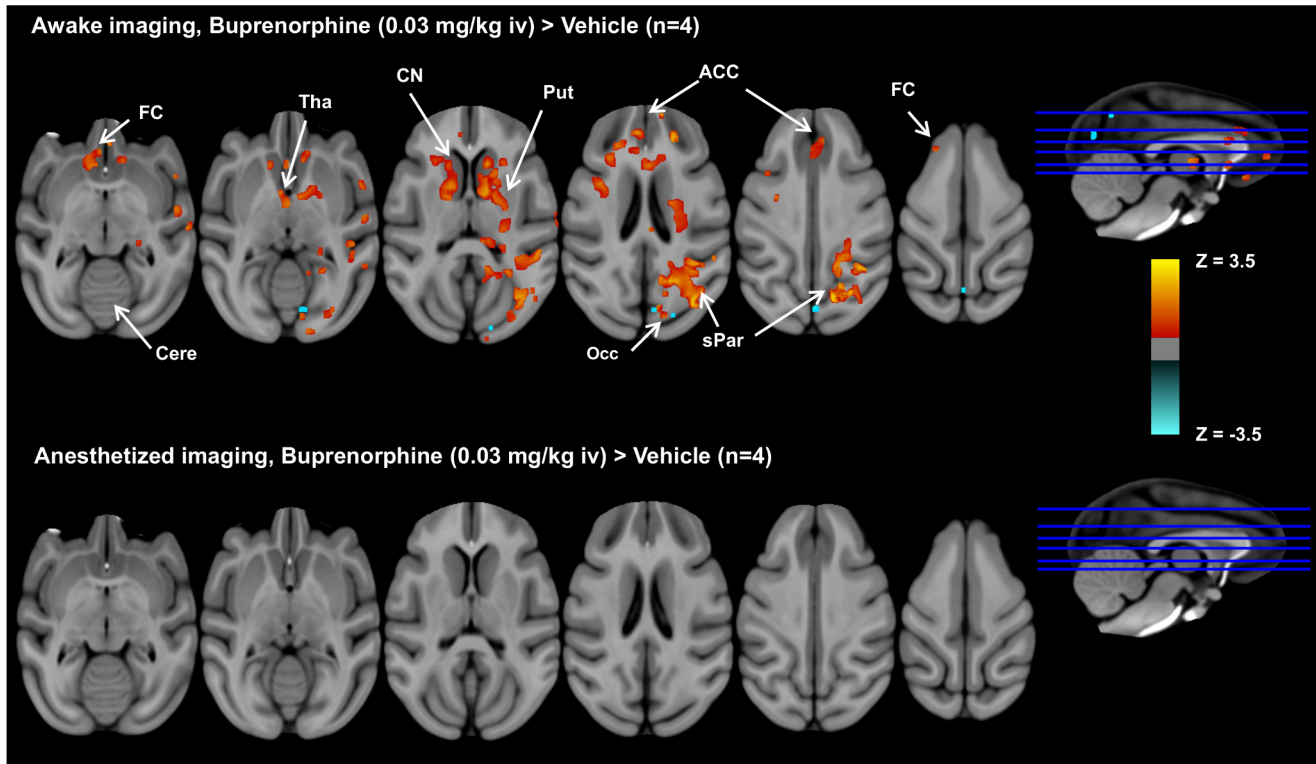 Awake imaging, Buprenorphine (0.03 mg/kg iv) > Vehicle (n=4)
FC
Tha
CN
Put
ACC
FC
Cere
Occ
sPar
Z = 3.5
Z = -3.5
Anesthetized imaging, Buprenorphine (0.03 mg/kg iv) > Vehicle (n=4)